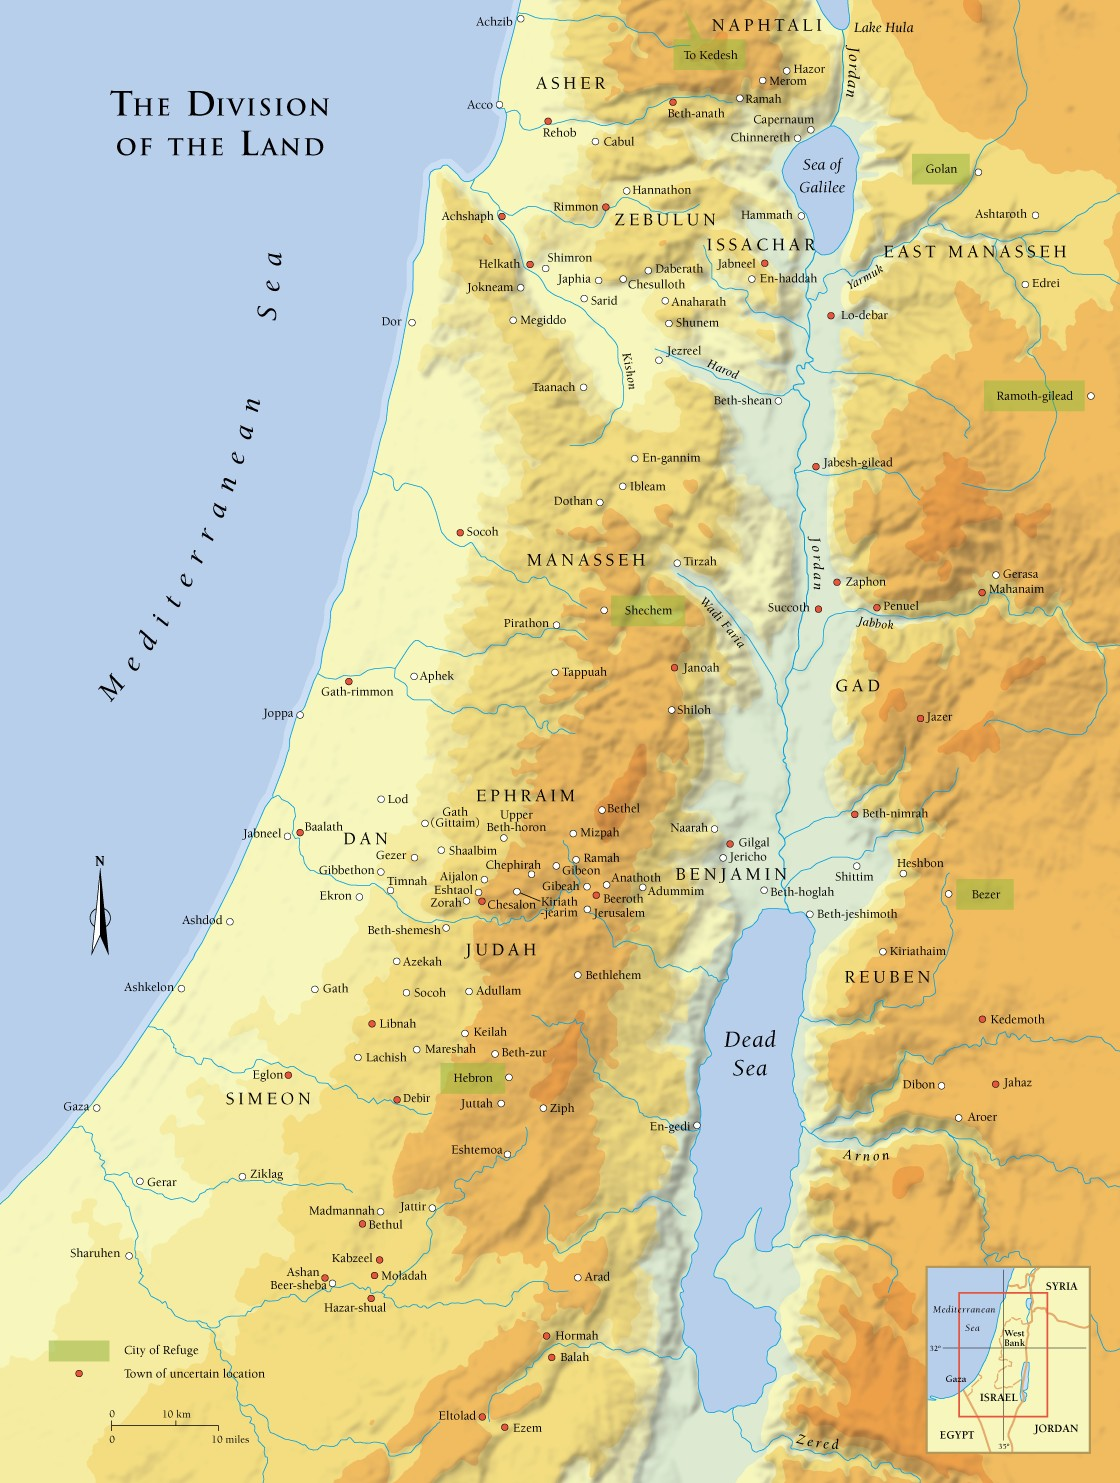 THE DIVISION
OF THE LAND
Achzib
NAPHTALI
Lake Hula
To Kedesh
Jordan
ASHER
Hazor
Merom
Acco
Ramah
Beth-anath
Rehob
Capernaum
Cabul
Chinnereth
Sea of
Galilee
Golan
Hannathon
Rimmon
Achshaph
ZEBULUN
Hammath
Ashtaroth
ISSACHAR
EAST MANASSEH
Helkath
Shimron
Jabneel
Daberath
Japhia
Chesulloth
En-haddah
Yarmuk
Jokneam
Edrei
Sarid
Anaharath
Mediterranean Sea
Dor
Megiddo
Shunem
Lo-debar
Jezreel
Kishon
Harod
Taanach
Beth-shean
Ramoth-gilead
En-gannim
Jabesh-gilead
Ibleam
Dothan
Socoh
MANASSEH
Tirzah
Jordan
Gerasa
Zaphon
Mahanaim
Shechem
Wadi Faria
Succoth
Penuel
Pirathon
Jabbok
Janoah
Tappuah
Aphek
Gath-rimmon
GAD
Joppa
Shiloh
Jazer
EPHRAIM
Lod
Bethel
Gath
(Gittaim)
Upper
Beth-horon
Beth-nimrah
Baalath
Jabneel
DAN
Mizpah
Naarah
Gilgal
Shaalbim
Gezer
Ramah
Jericho
Chephirah
Gibeon
Heshbon
Gibbethon
BENJAMIN
Shittim
Aijalon
Anathoth
Timnah
Gibeah
Adummim
Beth-hoglah
Eshtaol
Ekron
Zorah
Chesalon
Kiriath
-jearim
Beeroth
Bezer
Jerusalem
Beth-jeshimoth
Ashdod
Beth-shemesh
JUDAH
Kiriathaim
Azekah
Bethlehem
REUBEN
Ashkelon
Gath
Socoh
Adullam
Libnah
Kedemoth
Keilah
Dead
Sea
Mareshah
Beth-zur
Lachish
Eglon
Hebron
Dibon
Jahaz
SIMEON
Debir
Juttah
Ziph
Gaza
Aroer
En-gedi
Eshtemoa
Arnon
Ziklag
Gerar
Madmannah
Jattir
Bethul
Sharuhen
Kabzeel
Ashan
Moladah
Beer-sheba
Arad
Hazar-shual
Hormah
Balah
Eltolad
Ezem
Zered
N
City of Refuge
Town of uncertain location
0 10 km
0 10 miles
SYRIA
Mediterranean
Sea
West
Bank
32°
Gaza
ISRAEL
EGYPT
JORDAN
35°